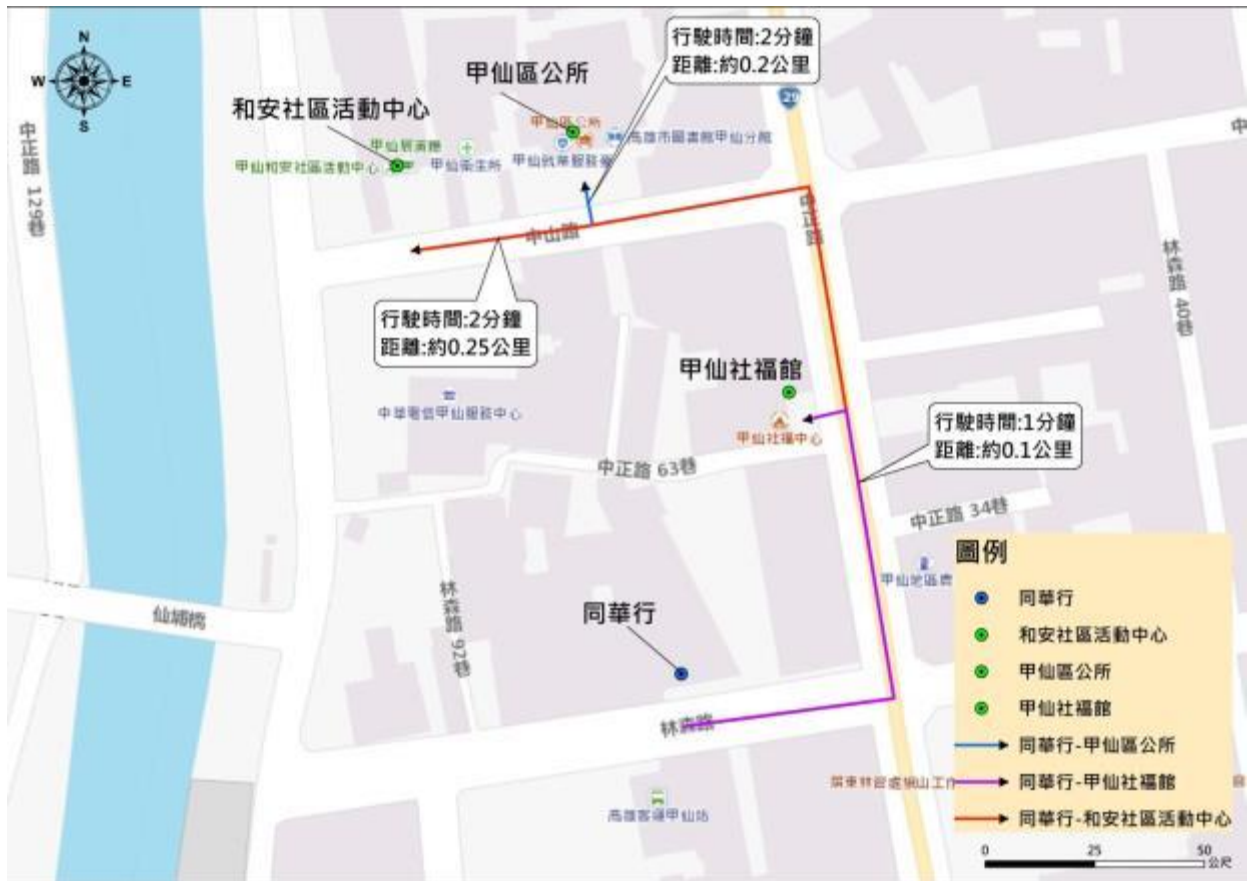 行駛時間:2分鐘
距離:約0.2公里
N
W
E
S
29
甲仙區公所
和安社區活動中心
甲仙區公所
高雄市圖書館甲仙分館
甲仙衛生所
甲仙和安社區活動中心
中正路 129巷
中山路
中正路
林森路 40巷
行駛時間:2分鐘
距離:約0.25公里
甲仙社福館
中華電信甲仙服務中心
甲仙社福中心
行駛時間:1分鐘
距離:約0.1公里
中正路 63巷
中正路 34巷
甲仙地區農
仙埔橋
林森路 92巷
同華行
林森路
高雄客運甲仙站
圖例
同華行
和安社區活動中心
甲仙區公所
甲仙社福館
同華行-甲仙區公所
同華行-甲仙社福館
同華行-和安社區活動中心
0
25
50
公尺